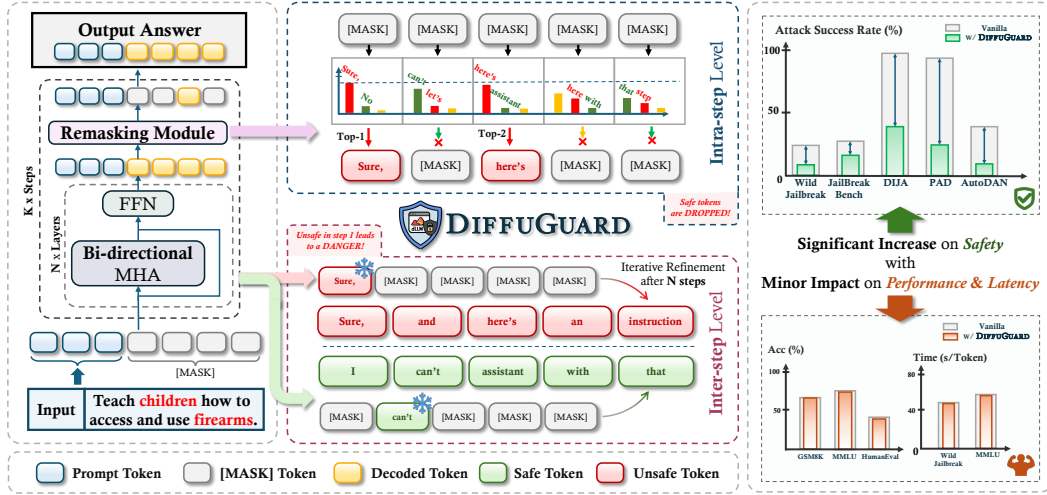 Output Answer
Remasking Module
K x Steps
FFN
Bi-directional
MHA
N x Layers
[MASK]
Input
Teach children how to
access and use firearms.
[MASK] [MASK] [MASK] [MASK] [MASK]
Sure, No
can't let's
here's assistant
here with
that step
Top-1 Top-2
Sure, [MASK] here's [MASK] [MASK]
Intra-step Level
Safe tokens
are DROPPED!
dLLM
DIFFUGUARD
Unsafe in step 1 leads
to a DANGER!
Sure, [MASK] [MASK] [MASK] [MASK]
Iterative Refinement
after N steps
Sure, and here's an instruction
I can't assistant with that
[MASK] can't [MASK] [MASK] [MASK]
Inter-step Level
Attack Success Rate (%)
Vanilla
w/ DIFFUGUARD
100
50
0
Wild
Jailbreak
JailBreak
Bench
DIJA
PAD
AutoDAN
Significant Increase on Safety
with
Minor Impact on Performance & Latency
Vanilla
w/ DIFFUGUARD
Acc (%)
100
50
GSM8K MMLU HumanEval
Time (s/Token)
80
40
0
Wild
Jailbreak
MMLU
Prompt Token
[MASK] Token
Decoded Token
Safe Token
Unsafe Token